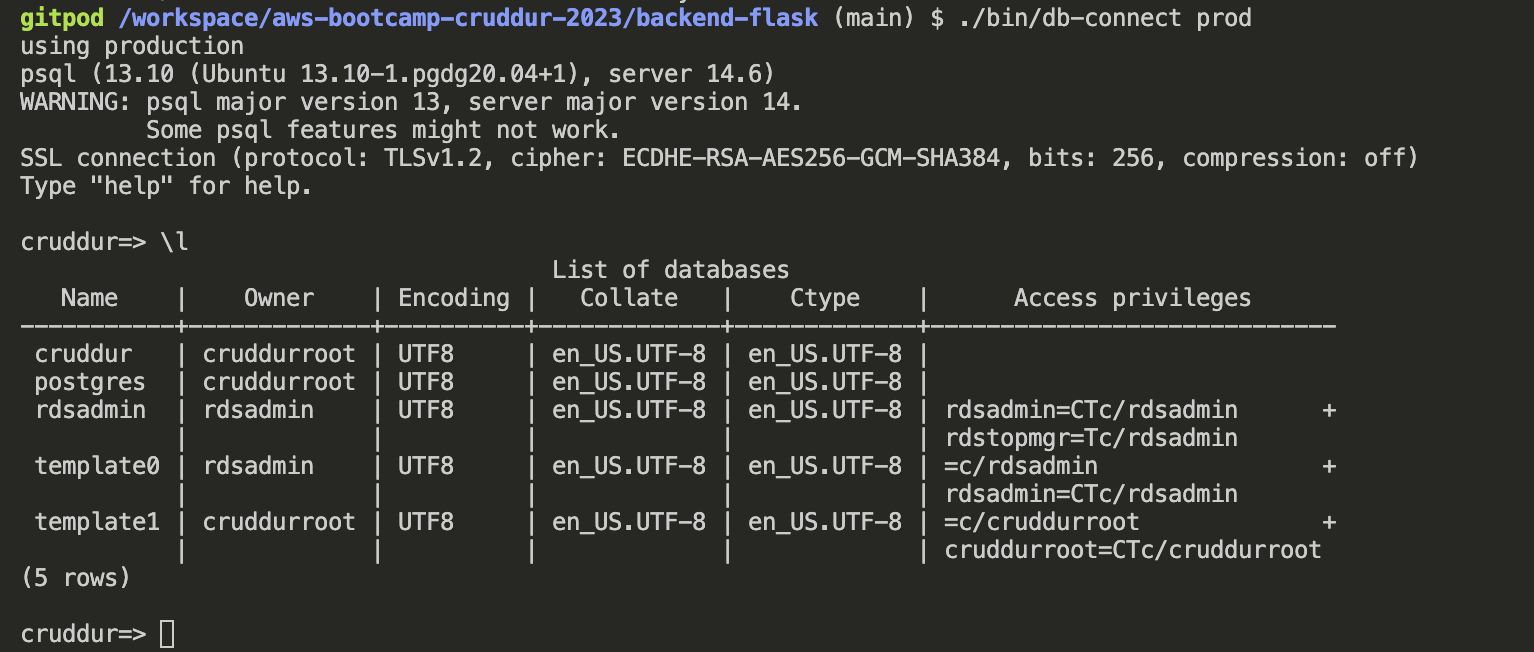 gitpod /workspace/aws-bootcamp-cruddur-2023/backend-flask (main) $ ./bin/db-connect prod
using production
psql (13.10 (Ubuntu 13.10-1.pgdg20.04+1), server 14.6)
WARNING: psql major version 13, server major version 14.
         Some psql features might not work.
SSL connection (protocol: TLSv1.2, cipher: ECDHE-RSA-AES256-GCM-SHA384, bits: 256, compression: off)
Type "help" for help.

cruddur=> \l
                                      List of databases
   Name    |    Owner    | Encoding |   Collate   |    Ctype    |      Access privileges
-----------+-------------+----------+-------------+-------------+-----------------------------
 cruddur   | cruddurroot | UTF8     | en_US.UTF-8 | en_US.UTF-8 |
 postgres  | cruddurroot | UTF8     | en_US.UTF-8 | en_US.UTF-8 |
 rdsadmin  | rdsadmin    | UTF8     | en_US.UTF-8 | en_US.UTF-8 | rdsadmin=CTc/rdsadmin      +
           |             |          |             |             | rdstopmgr=Tc/rdsadmin
 template0 | rdsadmin    | UTF8     | en_US.UTF-8 | en_US.UTF-8 | =c/rdsadmin                +
           |             |          |             |             | rdsadmin=CTc/rdsadmin
 template1 | cruddurroot | UTF8     | en_US.UTF-8 | en_US.UTF-8 | =c/cruddurroot             +
           |             |          |             |             | cruddurroot=CTc/cruddurroot
(5 rows)

cruddur=>